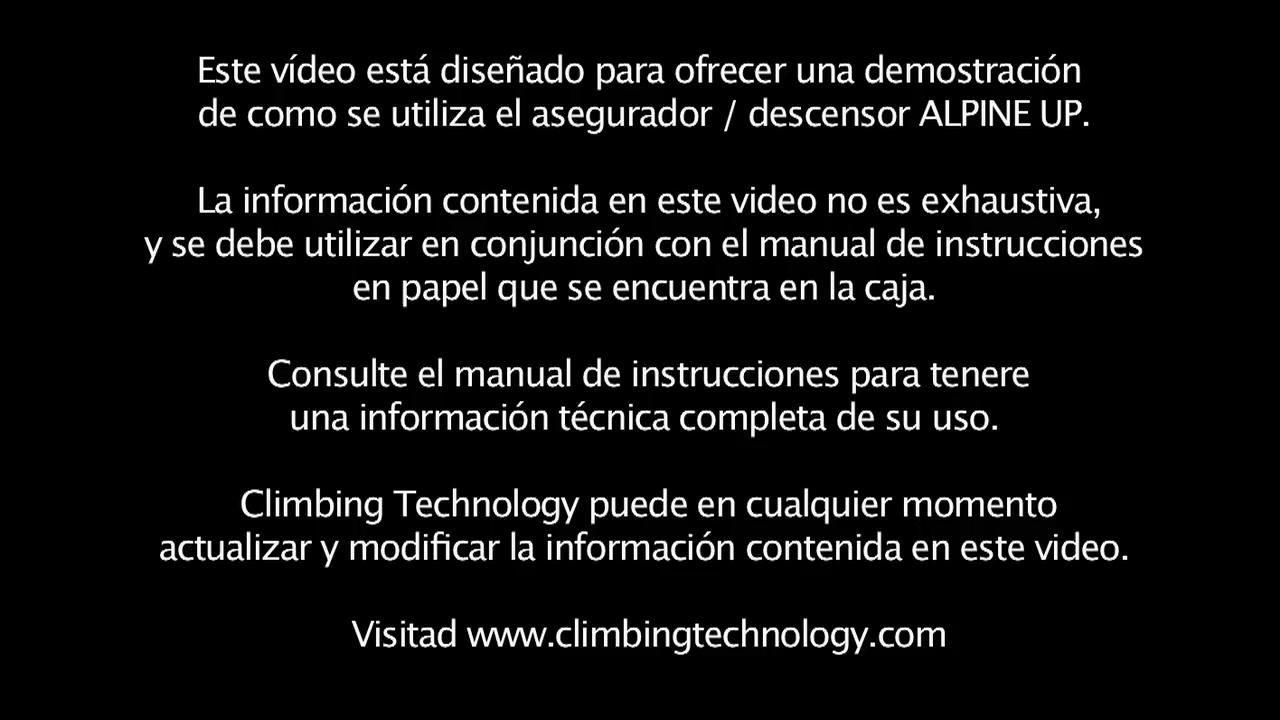 Este vídeo está diseñado para ofrecer una demostración
de como se utiliza el asegurador / descensor ALPINE UP.
La información contenida en este video no es exhaustiva,
y se debe utilizar en conjunción con el manual de instrucciones
en papel que se encuentra en la caja.
Consulte el manual de instrucciones para tenere
una información técnica completa de su uso.
Climbing Technology puede en cualquier momento
actualizar y modificar la información contenida en este video.
Visitad www.climbingtechnology.com